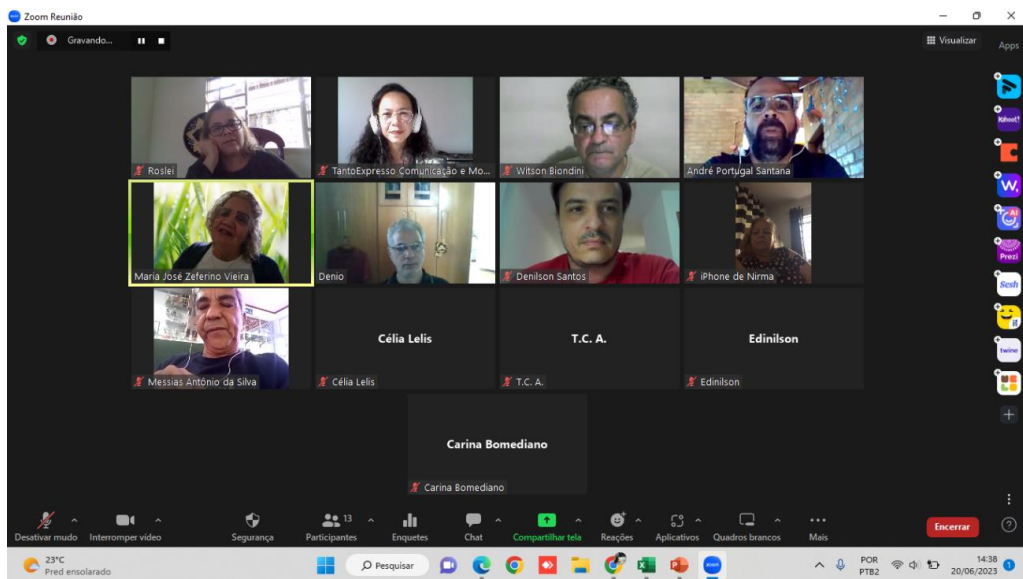 Zoom Reunião
Gravando...
Visualizar
Apps
Roslei
TantoExpresso Comunicação e Mo...
Witson Biondini
André Portugal Santana
Kahoot!
Maria José Zeferino Vieira
Denio
Denilson Santos
iPhone de Nirma
AI
Prezi
Sesh
Messias Antônio da Silva
Célia Lelis
Célia Lelis
T.C. A.
T.C. A.
Edinilson
Edinilson
twine
Carina Bomediano
Carina Bomediano
Desativar mudo
Interromper vídeo
Segurança
13
Participantes
Enquetes
Chat
Compartilhar tela
Reações
Aplicativos
Quadros brancos
Mais
Encerrar
23°C
Pred ensolarado
Pesquisar
POR
PTB2
14:38
20/06/2023